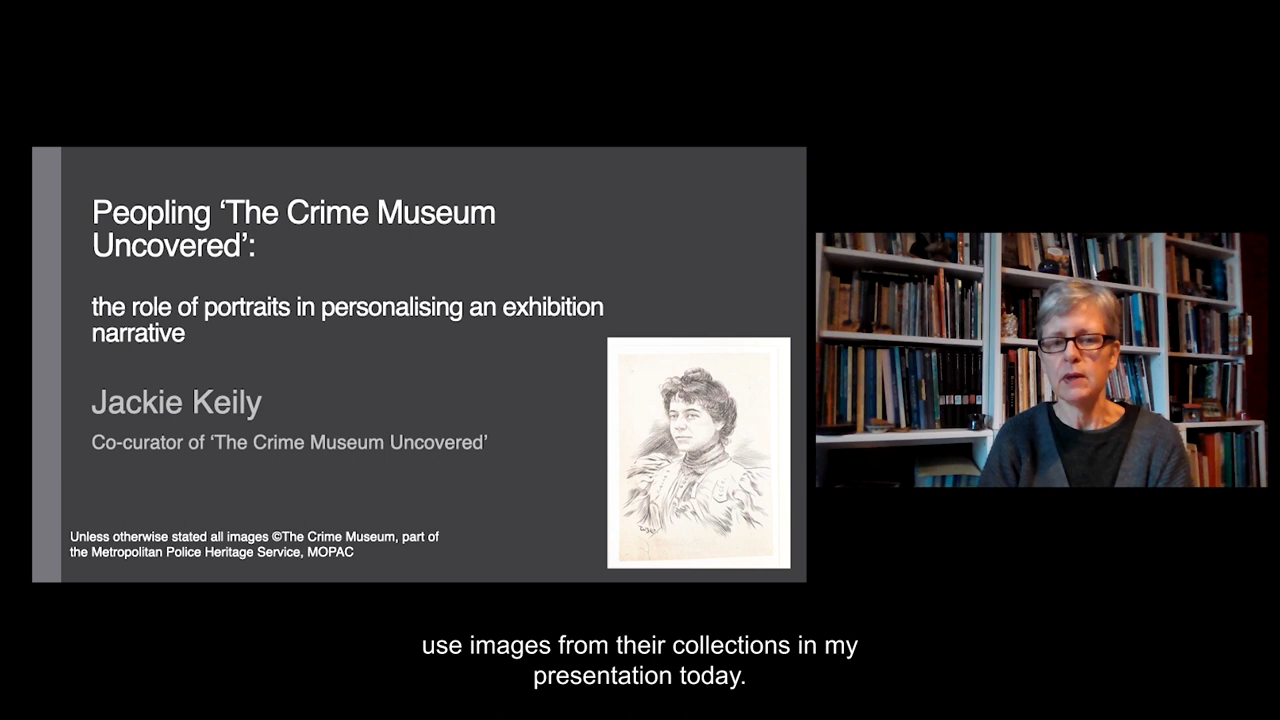 Peopling ‘The Crime Museum
Uncovered’:
the role of portraits in personalising an exhibition
narrative
Jackie Keily
Co-curator of ‘The Crime Museum Uncovered’
Unless otherwise stated all images ©The Crime Museum, part of
the Metropolitan Police Heritage Service, MOPAC
use images from their collections in my
presentation today.